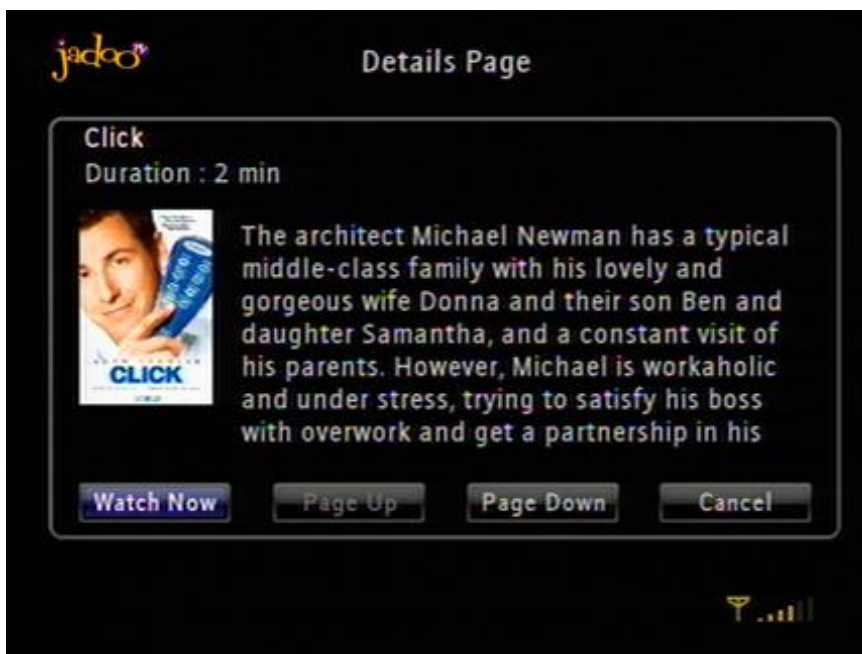 jadoo TV
Details Page
Click
Duration : 2 min
The architect Michael Newman has a typical
middle-class family with his lovely and
gorgeous wife Donna and their son Ben and
daughter Samantha, and a constant visit of
his parents. However, Michael is workaholic
and under stress, trying to satisfy his boss
with overwork and get a partnership in his
CLICK
Watch Now
Page Up
Page Down
Cancel